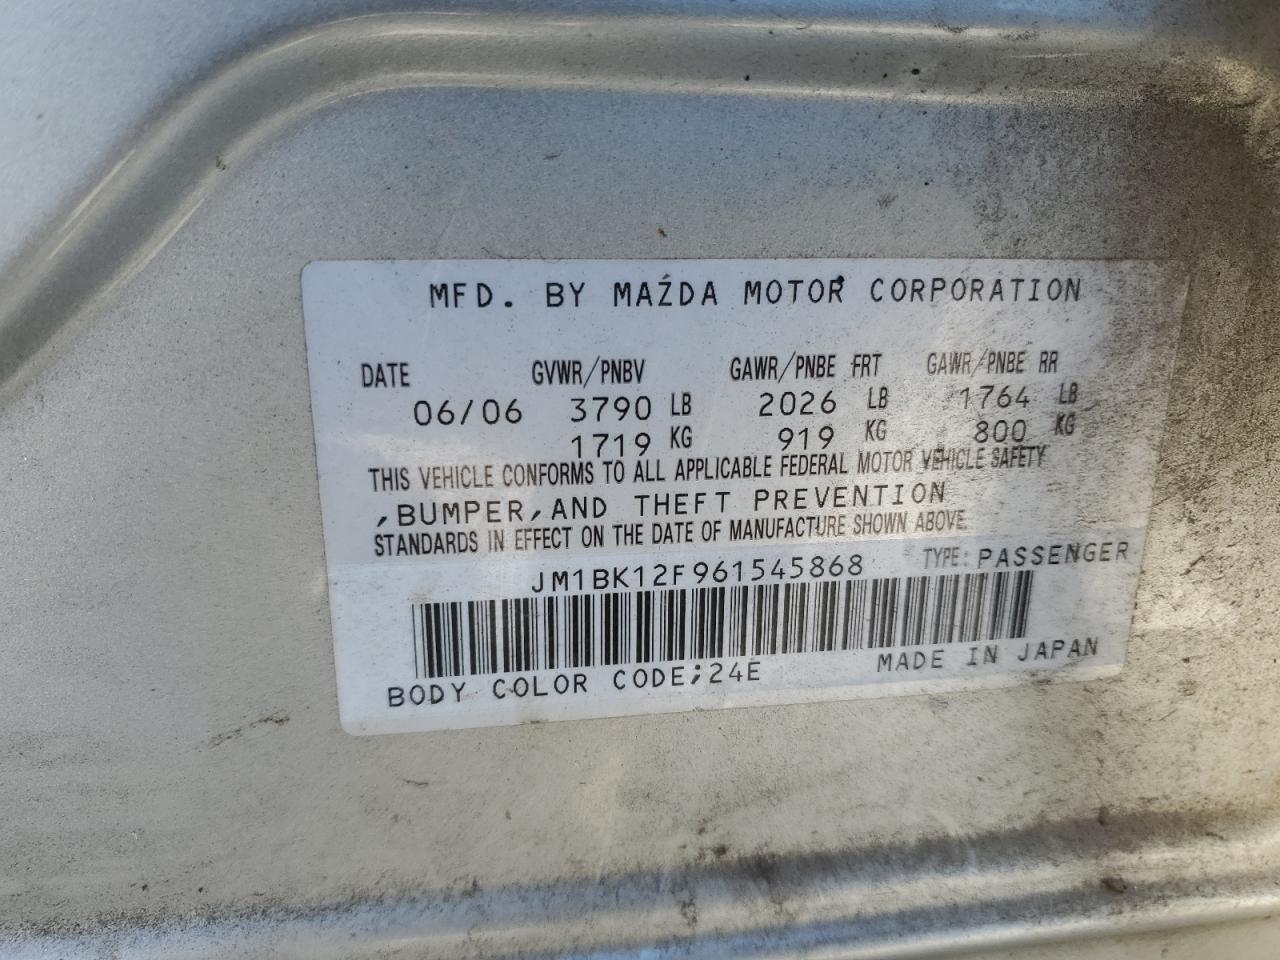 MFD. BY MAZDA MOTOR CORPORATION
DATE GVWR/PNBV GAWR/PNBE FRT GAWR/PNBE RR
06/06 3790 LB 2026 LB 1764 LB
1719 KG 919 KG 800 KG
THIS VEHICLE CONFORMS TO ALL APPLICABLE FEDERAL MOTOR VEHICLE SAFETY
,BUMPER,AND THEFT PREVENTION
STANDARDS IN EFFECT ON THE DATE OF MANUFACTURE SHOWN ABOVE.
JM1BK12F961545868 TYPE: PASSENGER
BODY COLOR CODE;24E MADE IN JAPAN